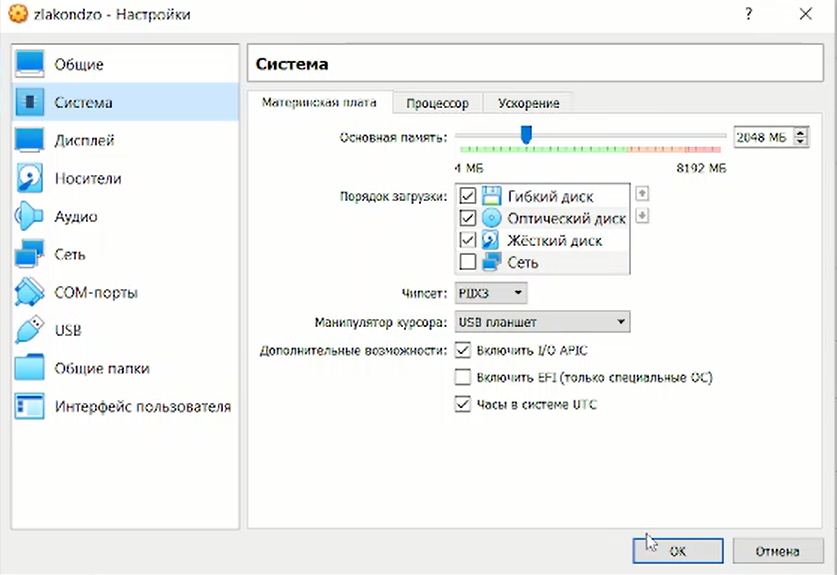 zlakondzo - Настройки
?
Общие
Система
Дисплей
Носители
Аудио
Сеть
COM-порты
USB
Общие папки
Интерфейс пользователя
Система
Материнская плата
Процессор
Ускорение
Основная память:
2048 МБ
4 МБ
8192 МБ
Порядок загрузки:
Гибкий диск
Оптический диск
Жёсткий диск
Сеть
Чипсет:
PIIX3
Манипулятор курсора:
USB планшет
Дополнительные возможности:
Включить I/O APIC
Включить EFI (только специальные ОС)
Часы в системе UTC
OK
Отмена